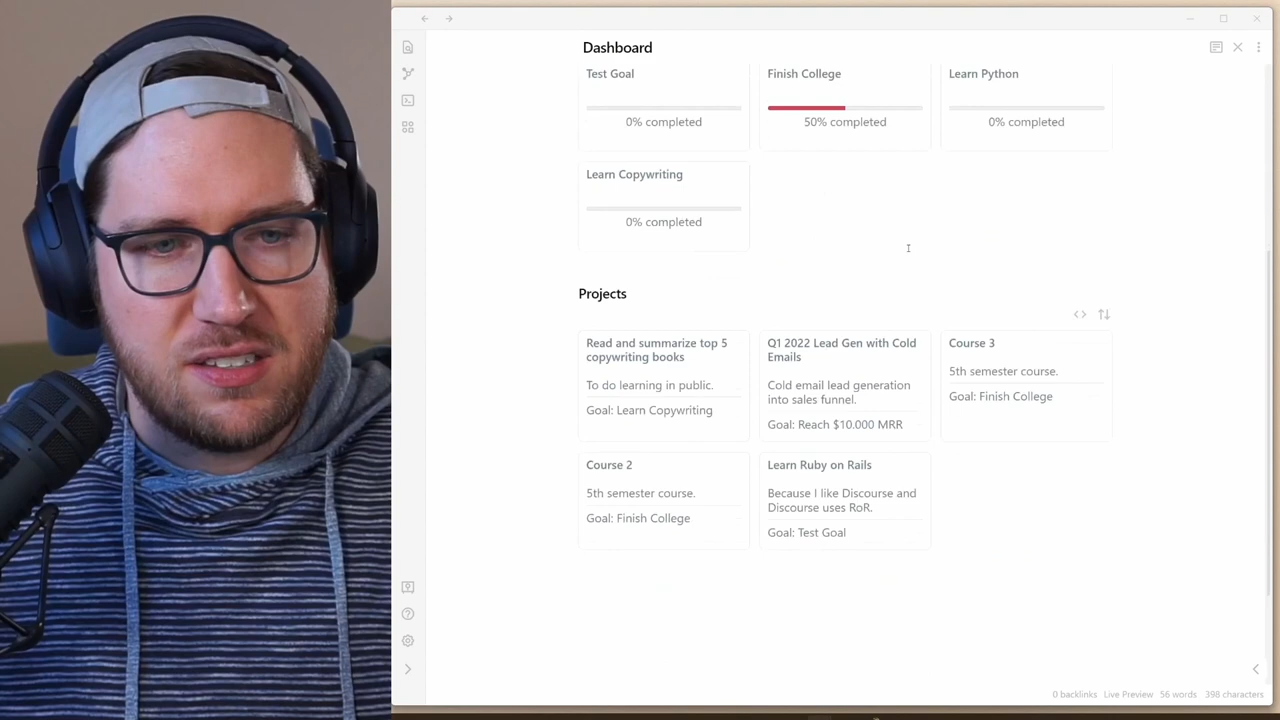 Dashboard
Test Goal
Finish College
Learn Python
0% completed
50% completed
0% completed
Learn Copywriting
0% completed
Projects
Read and summarize top 5
copywriting books
To do learning in public.
Goal: Learn Copywriting
Q1 2022 Lead Gen with Cold
Emails
Cold email lead generation
into sales funnel.
Goal: Reach $10.000 MRR
Course 3
5th semester course.
Goal: Finish College
Course 2
5th semester course.
Goal: Finish College
Learn Ruby on Rails
Because I like Discourse and
Discourse uses RoR.
Goal: Test Goal
0 backlinks Live Preview 56 words 398 characters